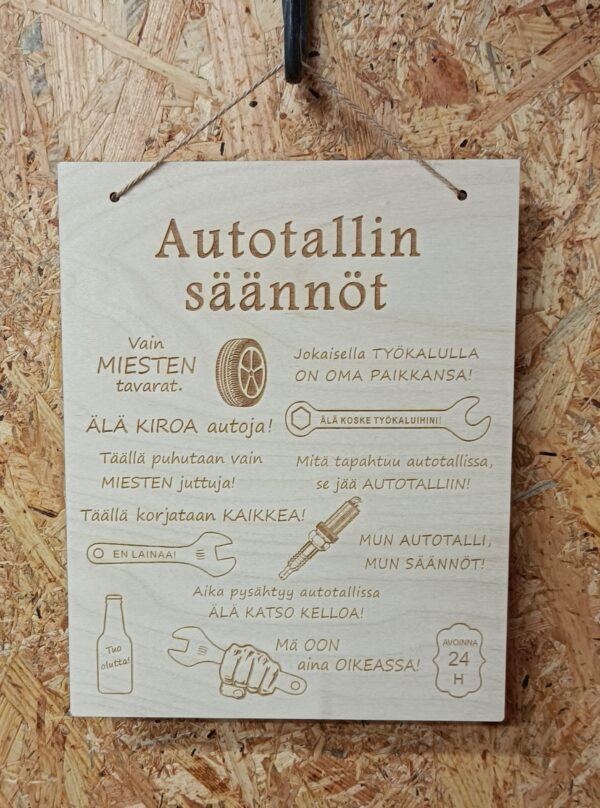 Autotallin
säännöt
Vain
MIESTEN
tavarat.
Jokaisella TYÖKALULLA
ON OMA PAIKKANSA!
ÄLÄ KIROA autoja!
ÄLÄ KOSKE TYÖKALUIHINI!
Täällä puhutaan vain
MIESTEN juttuja!
Mitä tapahtuu autotallissa,
se jää AUTOTALLIIN!
Täällä korjataan KAIKKEA!
EN LAINAA!
MUN AUTOTALLI,
MUN SÄÄNNÖT!
Aika pysähtyy autotallissa
ÄLÄ KATSO KELLOA!
Tuo
olutta!
Mä OON
aina OIKEASSA!
AVOINNA
24
H